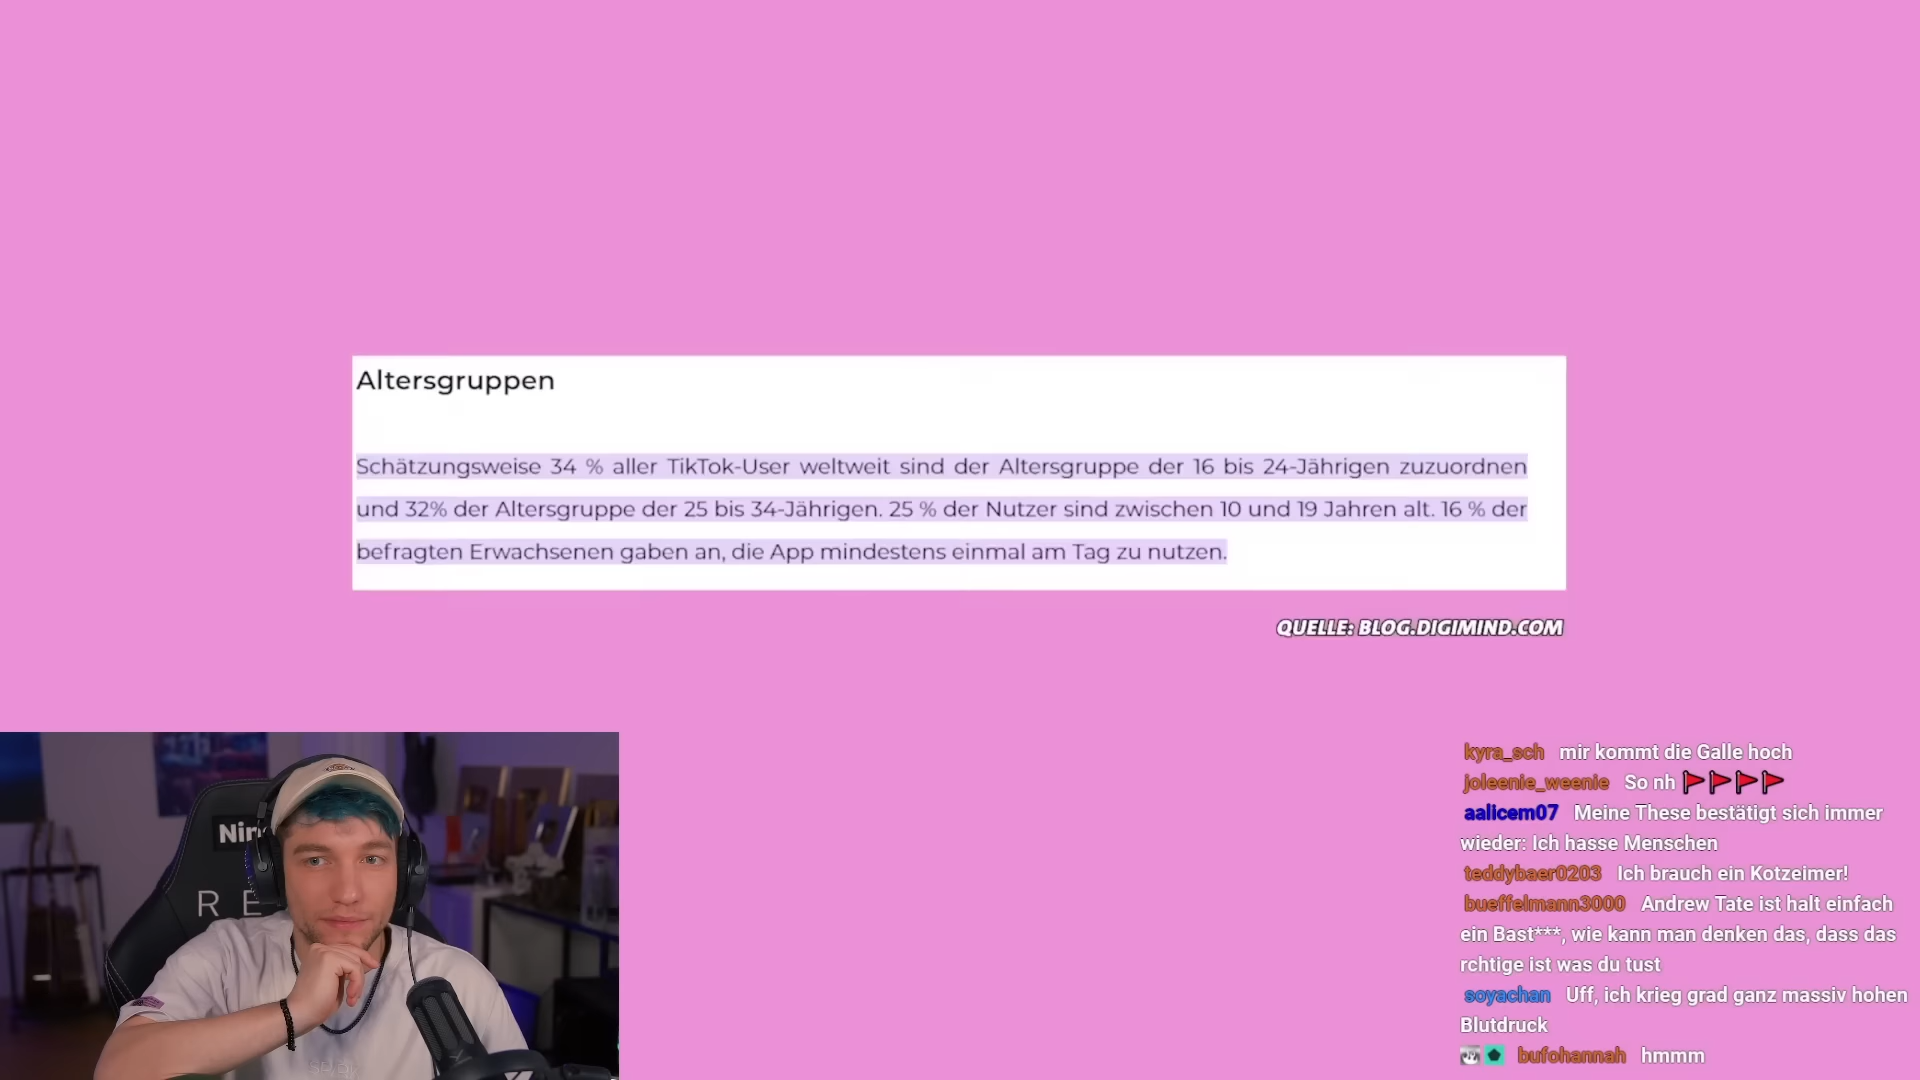 Altersgruppen
Schätzungsweise 34 % aller TikTok-User weltweit sind der Altersgruppe der 16 bis 24-Jährigen zuzuordnen
und 32% der Altersgruppe der 25 bis 34-Jährigen. 25 % der Nutzer sind zwischen 10 und 19 Jahren alt. 16 % der
befragten Erwachsenen gaben an, die App mindestens einmal am Tag zu nutzen.
QUELLE: BLOG.DIGIMIND.COM
R E
kyra_sch mir kommt die Galle hoch
joleenie_weenie So nh
aalicem07 Meine These bestätigt sich immer
wieder: Ich hasse Menschen
teddybaer0203 Ich brauch ein Kotzeimer!
bueffelmann3000 Andrew Tate ist halt einfach
ein Bast***, wie kann man denken das, dass das
rchtige ist was du tust
soyachan Uff, ich krieg grad ganz massiv hohen
Blutdruck
bufohannah hmmm